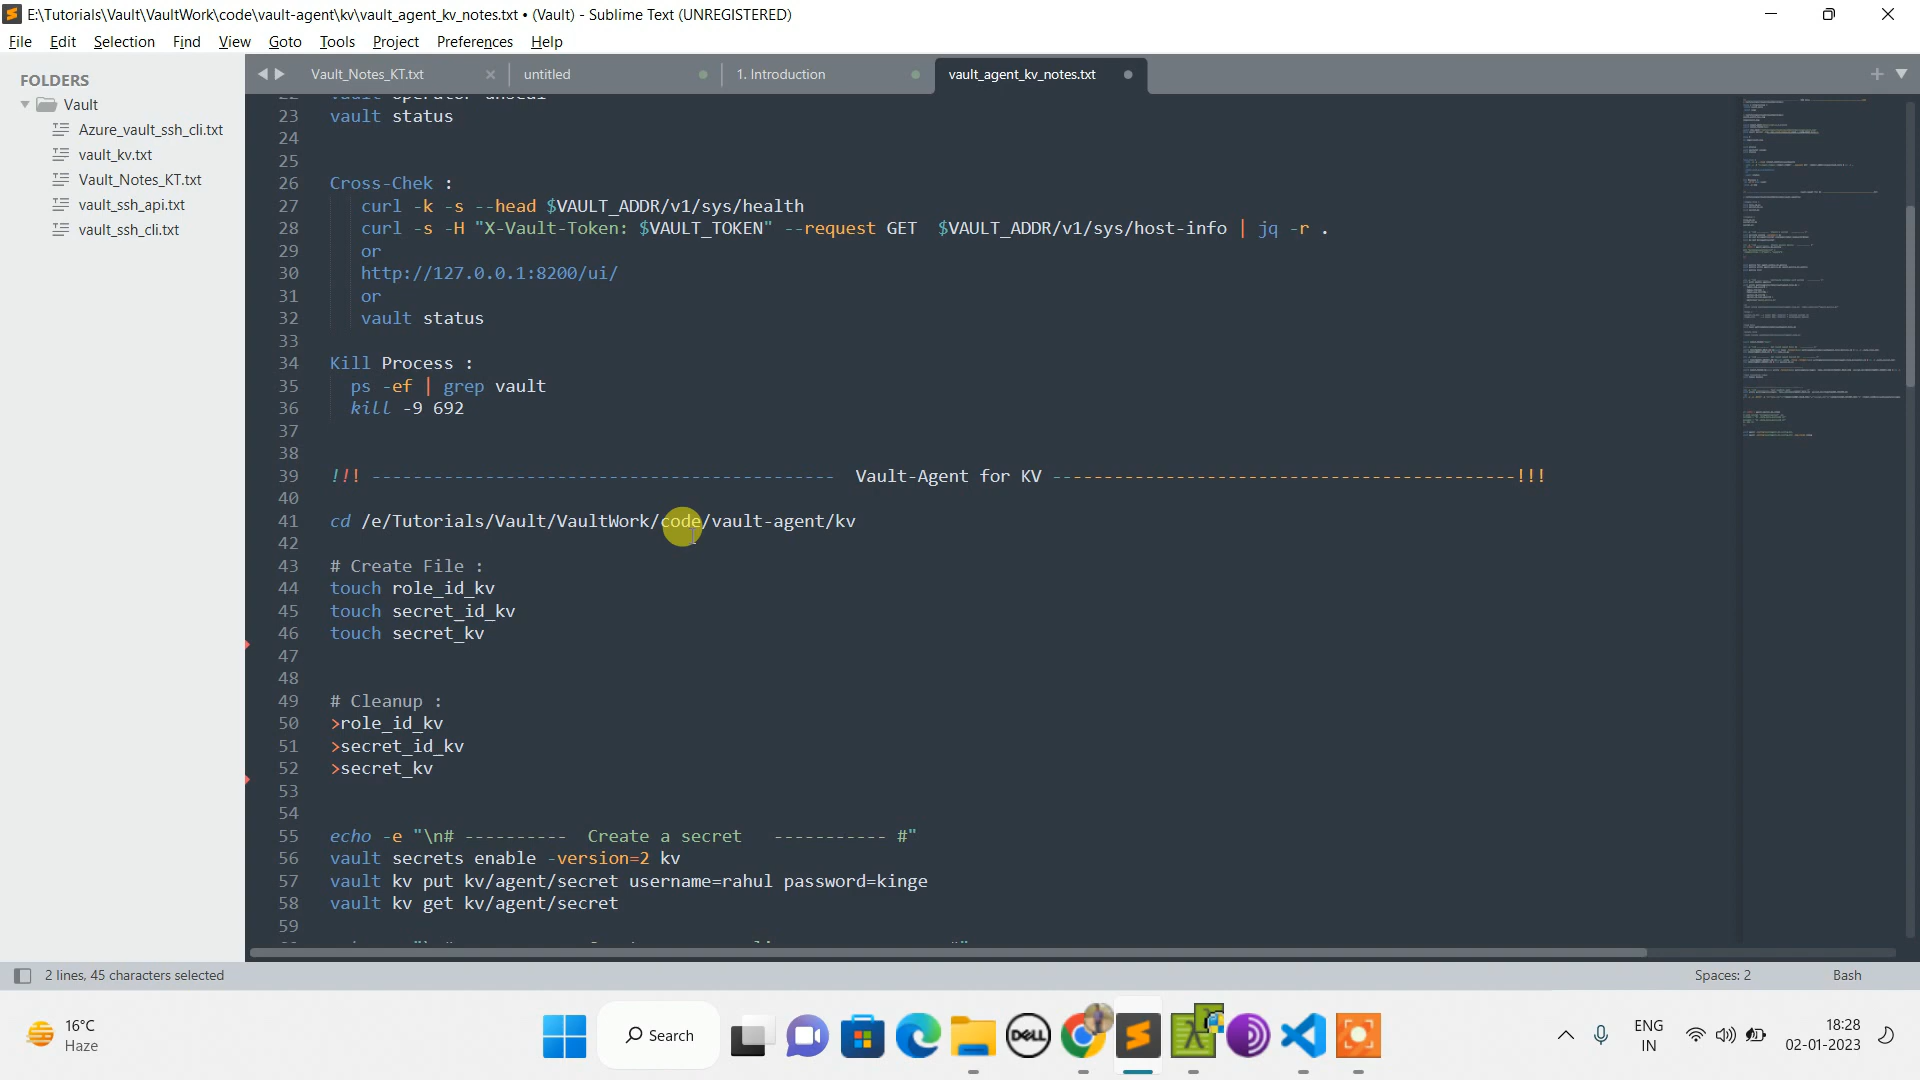 E:\Tutorials\Vault\VaultWork\code\vault-agent\kv\vault_agent_kv_notes.txt • (Vault) - Sublime Text (UNREGISTERED)
File Edit Selection Find View Goto Tools Project Preferences Help
FOLDERS
Vault
Azure_vault_ssh_cli.txt
vault_kv.txt
Vault_Notes_KT.txt
vault_ssh_api.txt
vault_ssh_cli.txt
Vault_Notes_KT.txt untitled 1. Introduction vault_agent_kv_notes.txt
23 vault status
24
25
26 Cross-Chek :
27 curl -k -s --head $VAULT_ADDR/v1/sys/health
28 curl -s -H "X-Vault-Token: $VAULT_TOKEN" --request GET  $VAULT_ADDR/v1/sys/host-info | jq -r .
29 or
30 http://127.0.0.1:8200/ui/
31 or
32 vault status
33
34 Kill Process :
35 ps -ef | grep vault
36 kill -9 692
37
38
39 !!! --------------------------------------------- Vault-Agent for KV ---------------------------------------------!!!
40
41 cd /e/Tutorials/Vault/VaultWork/code/vault-agent/kv
42
43 # Create File :
44 touch role_id_kv
45 touch secret_id_kv
46 touch secret_kv
47
48
49 # Cleanup :
50 >role_id_kv
51 >secret_id_kv
52 >secret_kv
53
54
55 echo -e "\n# ----------  Create a secret   ----------- #"
56 vault secrets enable -version=2 kv
57 vault kv put kv/agent/secret username=rahul password=kinge
58 vault kv get kv/agent/secret
59
2 lines, 45 characters selected
Spaces: 2
Bash
16°C
Haze
Search
DELL
ENG
IN
18:28
02-01-2023